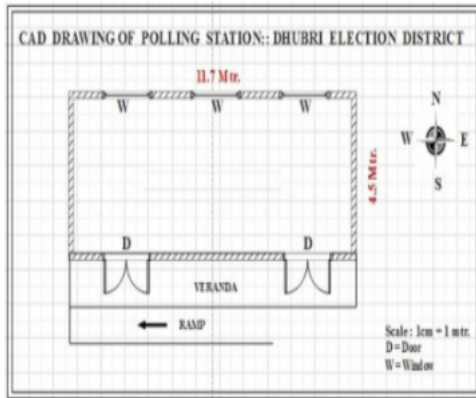 CAD DRAWING OF POLLING STATION:: DHUBRI ELECTION DISTRICT
11.7 Mtr.
W W W
N
W E
S
4.5 Mtr.
D D
VERANDA
RAMP
Scale: 1cm = 1 mtr.
D=Door
W=Window